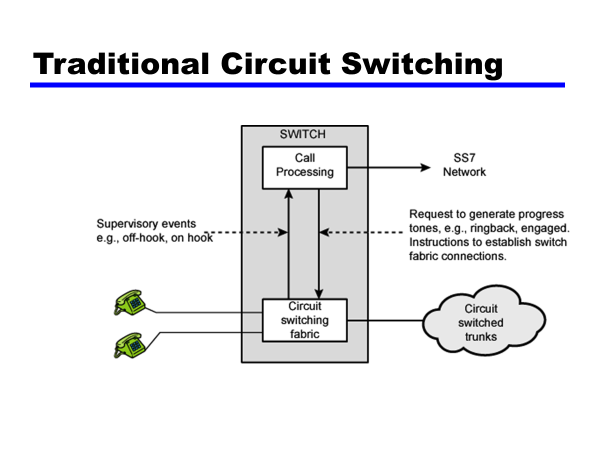 Traditional Circuit Switching
SWITCH
Call
Processing
SS7
Network
Supervisory events
e.g., off-hook, on hook
Request to generate progress
tones, e.g., ringback, engaged.
Instructions to establish switch
fabric connections.
Circuit
switching
fabric
Circuit
switched
trunks